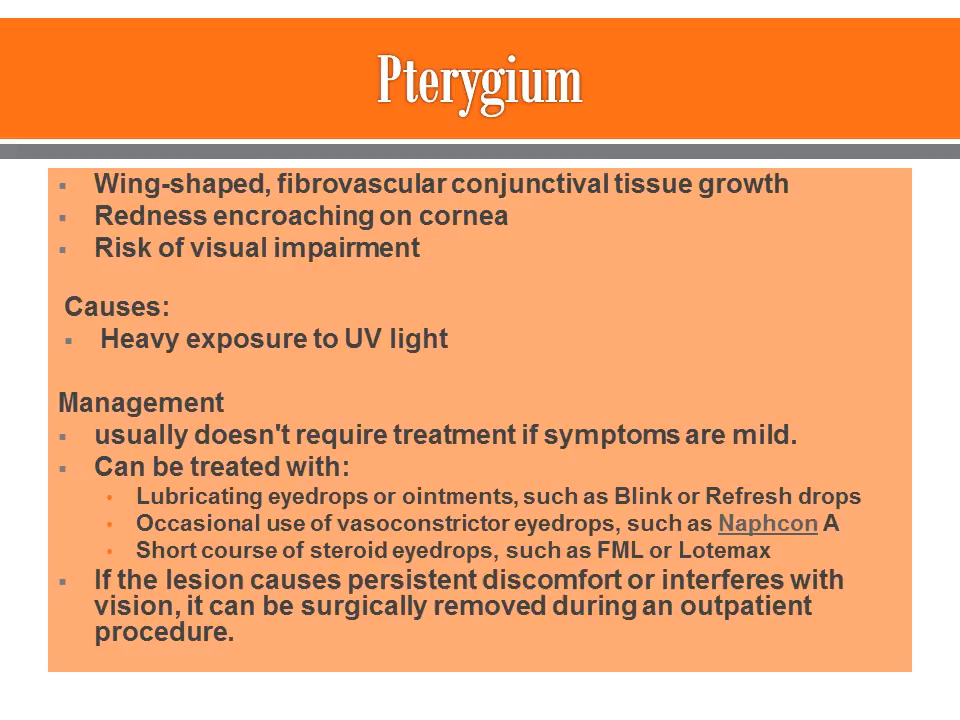 Pterygium
▪ Wing-shaped, fibrovascular conjunctival tissue growth
▪ Redness encroaching on cornea
▪ Risk of visual impairment
Causes:
▪ Heavy exposure to UV light
Management
▪ usually doesn't require treatment if symptoms are mild.
▪ Can be treated with:
• Lubricating eyedrops or ointments, such as Blink or Refresh drops
• Occasional use of vasoconstrictor eyedrops, such as Naphcon A
• Short course of steroid eyedrops, such as FML or Lotemax
▪ If the lesion causes persistent discomfort or interferes with
vision, it can be surgically removed during an outpatient
procedure.